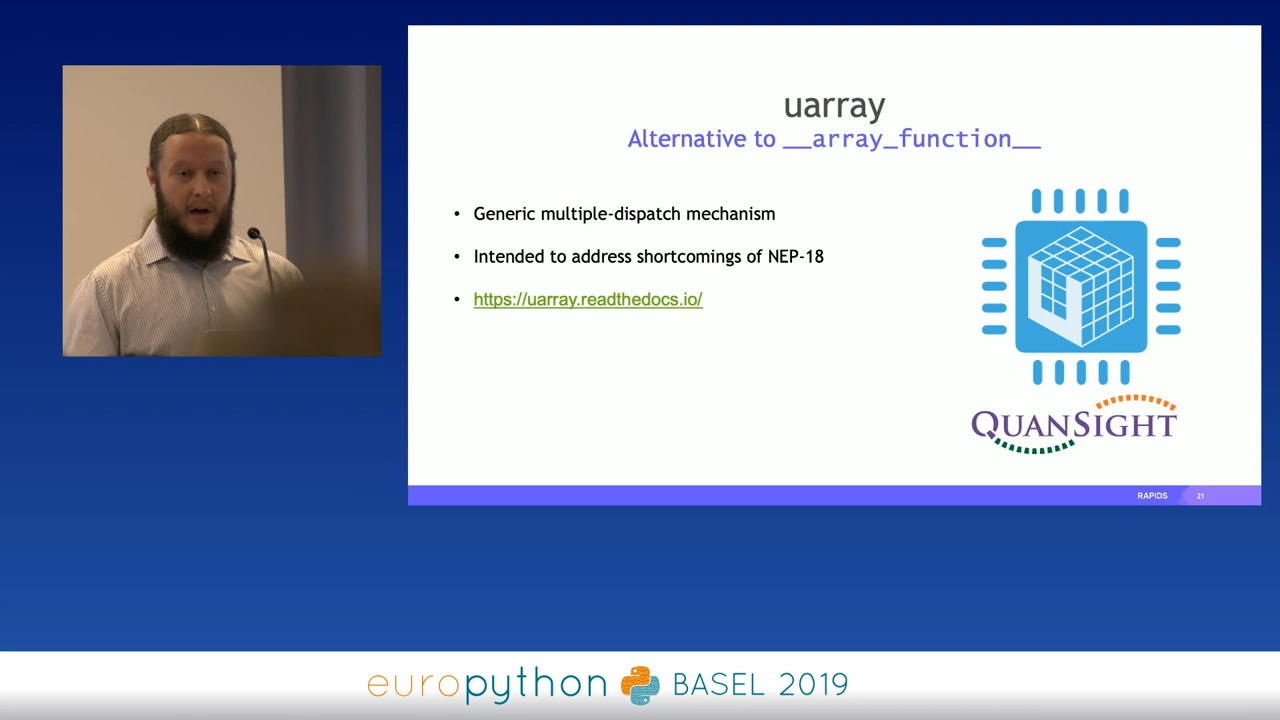 uarray
Alternative to __array_function__
• Generic multiple-dispatch mechanism
• Intended to address shortcomings of NEP-18
• https://uarray.readthedocs.io/
QUANSIGHT
RAPIDS 21
europython BASEL 2019